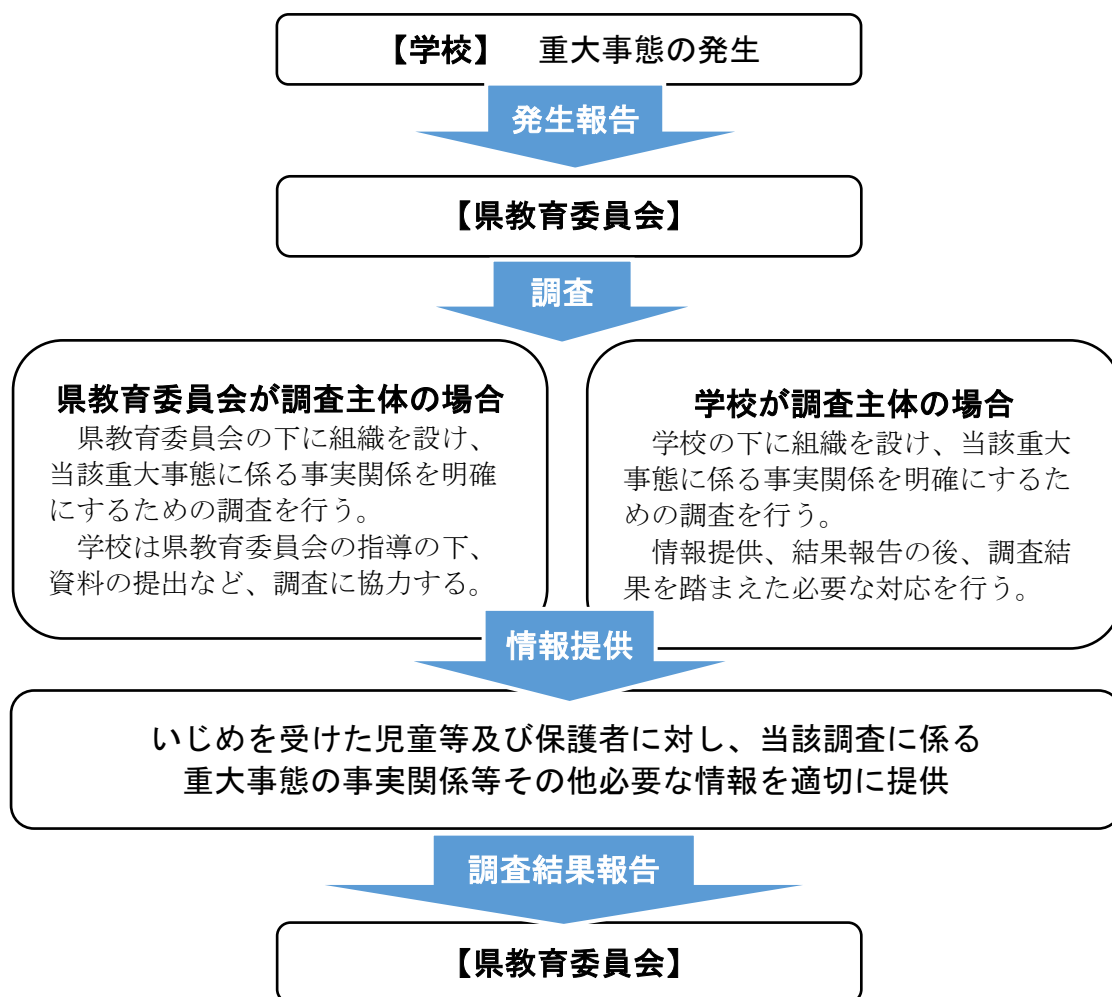 【学校】　重大事態の発生
発生報告
【県教育委員会】
調査
県教育委員会が調査主体の場合
　県教育委員会の下に組織を設け、
当該重大事態に係る事実関係を明確
にするための調査を行う。
　学校は県教育委員会の指導の下、
資料の提出など、調査に協力する。
学校が調査主体の場合
　学校の下に組織を設け、当該重大
事態に係る事実関係を明確にするた
めの調査を行う。
　情報提供、結果報告の後、調査結
果を踏まえた必要な対応を行う。
情報提供
いじめを受けた児童等及び保護者に対し、当該調査に係る
重大事態の事実関係等その他必要な情報を適切に提供
調査結果報告
【県教育委員会】